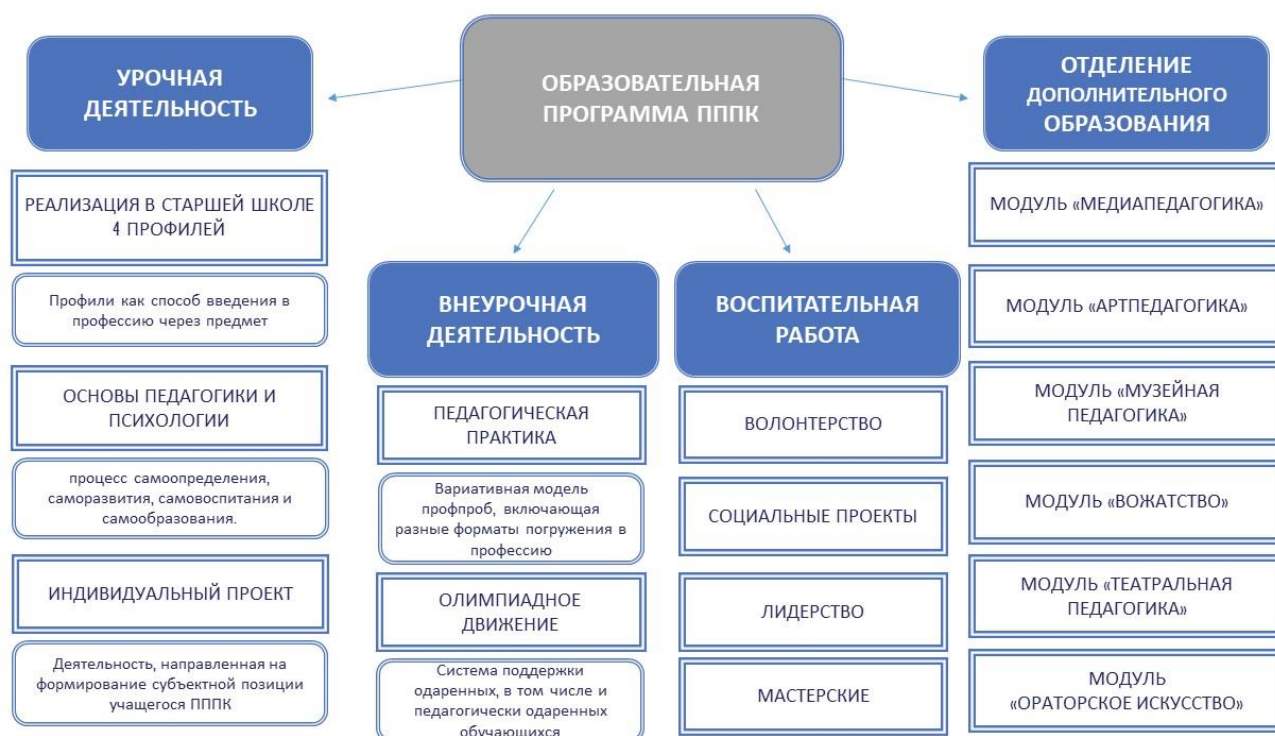 ОБРАЗОВАТЕЛЬНАЯ
ПРОГРАММА ПППК
УРОЧНАЯ
ДЕЯТЕЛЬНОСТЬ
РЕАЛИЗАЦИЯ В СТАРШЕЙ ШКОЛЕ
4 ПРОФИЛЕЙ
Профили как способ введения в
профессию через предмет
ОСНОВЫ ПЕДАГОГИКИ И
ПСИХОЛОГИИ
процесс самоопределения,
саморазвития, самовоспитания и
самообразования.
ИНДИВИДУАЛЬНЫЙ ПРОЕКТ
Деятельность, направленная на
формирование субъектной позиции
учащегося ПППК
ВНЕУРОЧНАЯ
ДЕЯТЕЛЬНОСТЬ
ПЕДАГОГИЧЕСКАЯ
ПРАКТИКА
Вариативная модель
профпроб, включающая
разные форматы погружения в
профессию
ОЛИМПИАДНОЕ
ДВИЖЕНИЕ
Система поддержки
одаренных, в том числе и
педагогически одаренных
обучающихся
ВОСПИТАТЕЛЬНАЯ
РАБОТА
ВОЛОНТЕРСТВО
СОЦИАЛЬНЫЕ ПРОЕКТЫ
ЛИДЕРСТВО
МАСТЕРСКИЕ
ОТДЕЛЕНИЕ
ДОПОЛНИТЕЛЬНОГО
ОБРАЗОВАНИЯ
МОДУЛЬ «МЕДИАПЕДАГОГИКА»
МОДУЛЬ «АРТПЕДАГОГИКА»
МОДУЛЬ «МУЗЕЙНАЯ
ПЕДАГОГИКА»
МОДУЛЬ «ВОЖАТСТВО»
МОДУЛЬ «ТЕАТРАЛЬНАЯ
ПЕДАГОГИКА»
МОДУЛЬ
«ОРАТОРСКОЕ ИСКУССТВО»